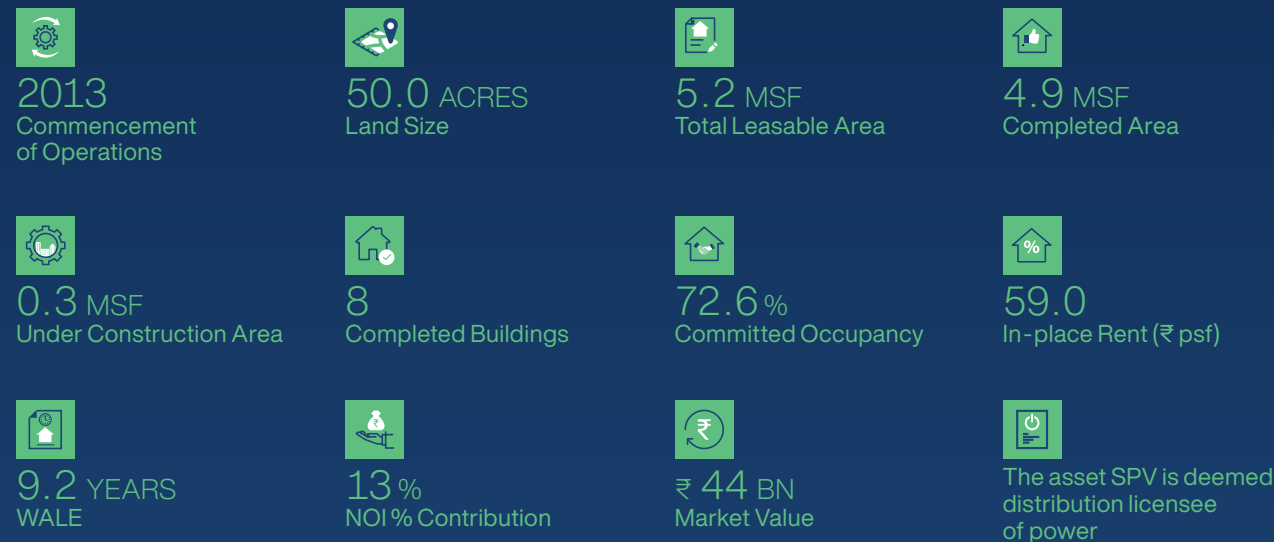 2013
Commencement
of Operations
50.0 ACRES
Land Size
5.2 MSF
Total Leasable Area
4.9 MSF
Completed Area
0.3 MSF
Under Construction Area
8
Completed Buildings
72.6 %
Committed Occupancy
%
59.0
In-place Rent (₹ psf)
9.2 YEARS
WALE
₹
13 %
NOI % Contribution
₹
₹ 44 BN
Market Value
The asset SPV is deemed
distribution licensee
of power